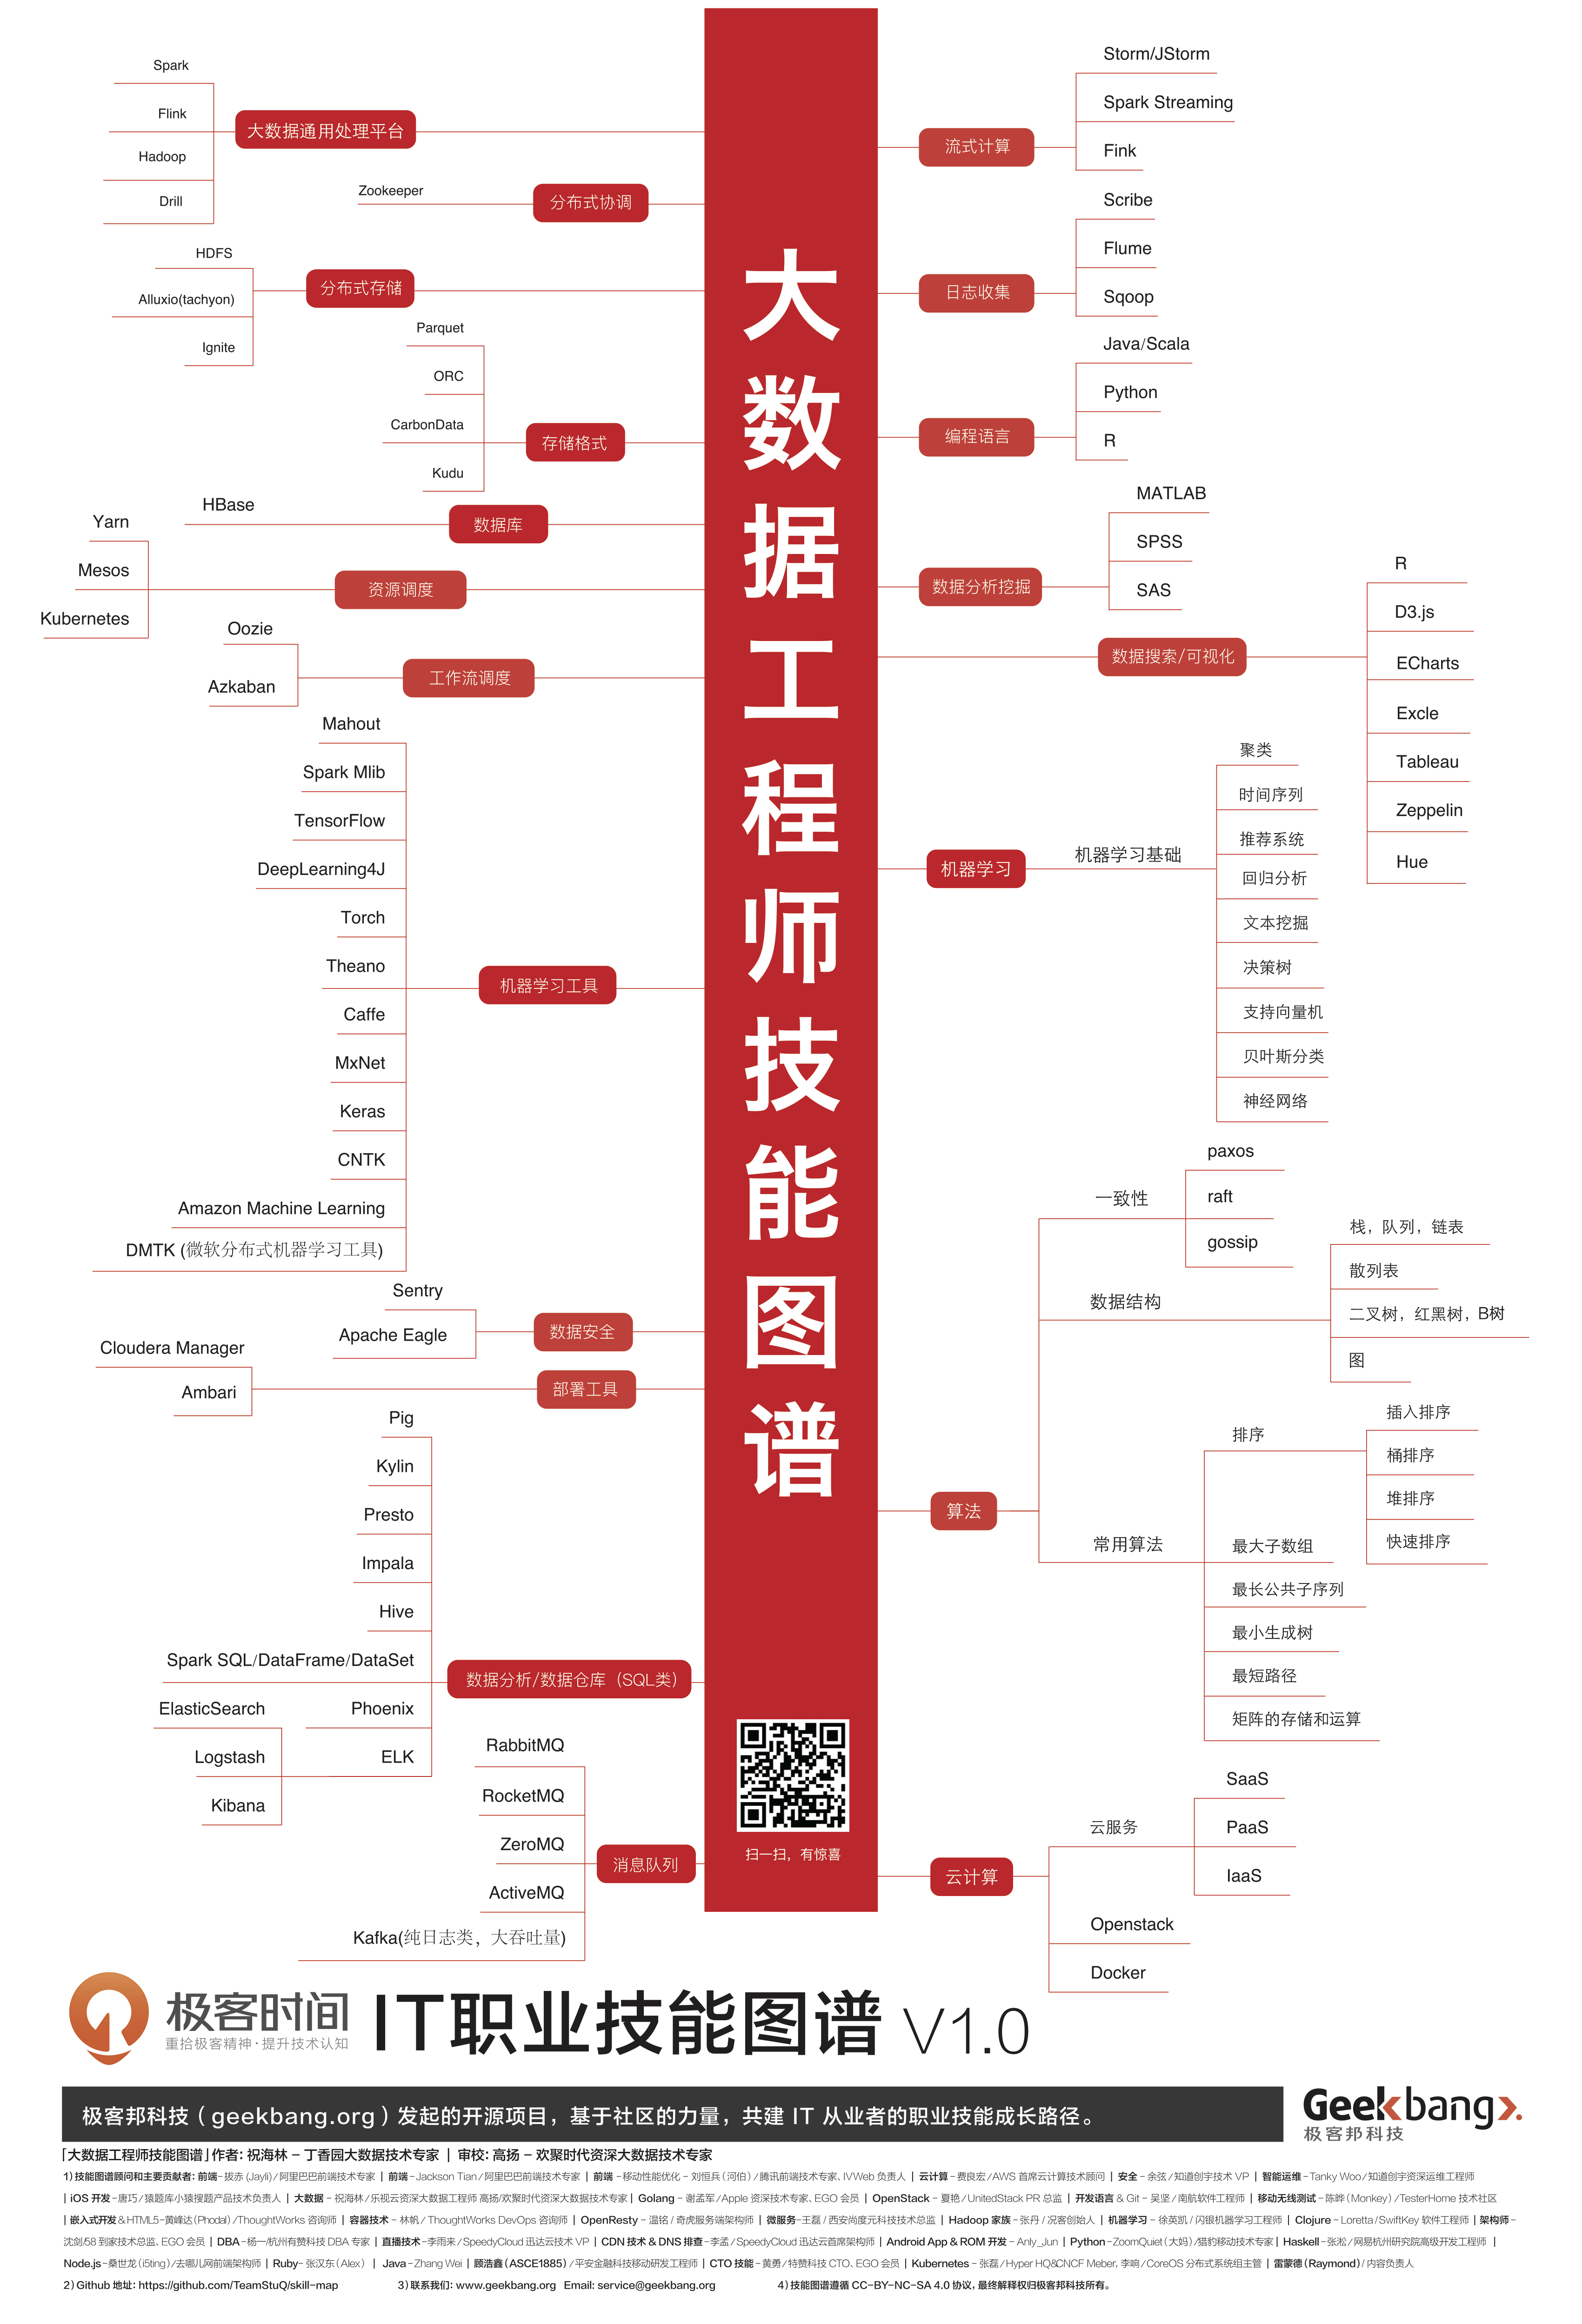 大数据工程师技能图谱
扫一扫，有惊喜
大数据通用处理平台
Spark
Flink
Hadoop
Drill
分布式协调
Zookeeper
分布式存储
HDFS
Alluxio(tachyon)
Ignite
存储格式
Parquet
ORC
CarbonData
Kudu
数据库
HBase
资源调度
Yarn
Mesos
Kubernetes
工作流调度
Oozie
Azkaban
机器学习工具
Mahout
Spark Mlib
TensorFlow
DeepLearning4J
Torch
Theano
Caffe
MxNet
Keras
CNTK
Amazon Machine Learning
DMTK (微软分布式机器学习工具)
数据安全
Sentry
Apache Eagle
部署工具
Cloudera Manager
Ambari
数据分析/数据仓库（SQL类）
Pig
Kylin
Presto
Impala
Hive
Spark SQL/DataFrame/DataSet
Phoenix
ELK
ElasticSearch
Logstash
Kibana
消息队列
RabbitMQ
RocketMQ
ZeroMQ
ActiveMQ
Kafka(纯日志类，大吞吐量)
流式计算
Storm/JStorm
Spark Streaming
Fink
日志收集
Scribe
Flume
Sqoop
编程语言
Java/Scala
Python
R
数据分析挖掘
MATLAB
SPSS
SAS
数据搜索/可视化
R
D3.js
ECharts
Excle
Tableau
Zeppelin
Hue
机器学习
机器学习基础
聚类
时间序列
推荐系统
回归分析
文本挖掘
决策树
支持向量机
贝叶斯分类
神经网络
算法
一致性
paxos
raft
gossip
数据结构
栈，队列，链表
散列表
二叉树，红黑树，B树
图
常用算法
排序
插入排序
桶排序
堆排序
快速排序
最大子数组
最长公共子序列
最小生成树
最短路径
矩阵的存储和运算
云计算
云服务
SaaS
PaaS
IaaS
Openstack
Docker
极客时间
重拾极客精神·提升技术认知
IT职业技能图谱 V1.0
极客邦科技（geekbang.org）发起的开源项目，基于社区的力量，共建 IT 从业者的职业技能成长路径。
Geekbang>.
极客邦科技
「大数据工程师技能图谱」作者: 祝海林 – 丁香园大数据技术专家 | 审校: 高扬 – 欢聚时代资深大数据技术专家
1) 技能图谱顾问和主要贡献者: 前端-拔赤 (Jayli) / 阿里巴巴前端技术专家 | 前端-Jackson Tian / 阿里巴巴前端技术专家 | 前端 -移动性能优化 - 刘恒兵（河伯）/ 腾讯前端技术专家、IVWeb 负责人 | 云计算-费良宏 / AWS 首席云计算技术顾问 | 安全 - 余弦 / 知道创宇技术 VP | 智能运维-Tanky Woo / 知道创宇资深运维工程师
| iOS 开发-唐巧 / 猿题库小猿搜题产品技术负责人 | 大数据 - 祝海林 / 乐视云资深大数据工程师 高扬/欢聚时代资深大数据技术专家 | Golang - 谢孟军 / Apple 资深技术专家、EGO 会员 | OpenStack - 夏艳 / UnitedStack PR 总监 | 开发语言 & Git - 吴坚 / 南航软件工程师 | 移动无线测试-陈晔（Monkey）/ TesterHome 技术社区
| 嵌入式开发&HTML5-黄峰达（Phodal）/ ThoughtWorks 咨询师 | 容器技术 - 林帆 / ThoughtWorks DevOps 咨询师 | OpenResty - 温铭 / 奇虎服务端架构师 | 微服务-王磊 / 西安尚度元科技技术总监 | Hadoop 家族-张丹 / 况客创始人 | 机器学习 - 徐英凯 / 闪银机器学习工程师 | Clojure - Loretta / SwiftKey 软件工程师 | 架构师-
沈剑/58 到家技术总监、EGO 会员 | DBA-杨一/杭州有赞科技 DBA 专家 | 直播技术-李雨来 / SpeedyCloud 迅达云技术 VP | CDN 技术 & DNS 排查-李孟 / SpeedyCloud 迅达云首席架构师 | Android App & ROM 开发 - Anly_Jun | Python-ZoomQuiet（大妈）/猎豹移动技术专家 | Haskell-张淞 / 网易杭州研究院高级开发工程师 |
Node.js-桑世龙 (i5ting) /去哪儿网前端架构师 | Ruby- 张汉东（Alex） | Java-Zhang Wei | 顾浩鑫 (ASCE1885) /平安金融科技移动研发工程师 | CTO 技能-黄勇 / 特赞科技 CTO、EGO 会员 | Kubernetes - 张磊 / Hyper HQ&CNCF Meber，李响 / CoreOS 分布式系统组主管 | 雷蒙德 (Raymond) / 内容负责人
2) Github 地址: https://github.com/TeamStuQ/skill-map 3) 联系我们: www.geekbang.org Email: service@geekbang.org 4) 技能图谱遵循 CC-BY-NC-SA 4.0 协议，最终解释权归极客邦科技所有。